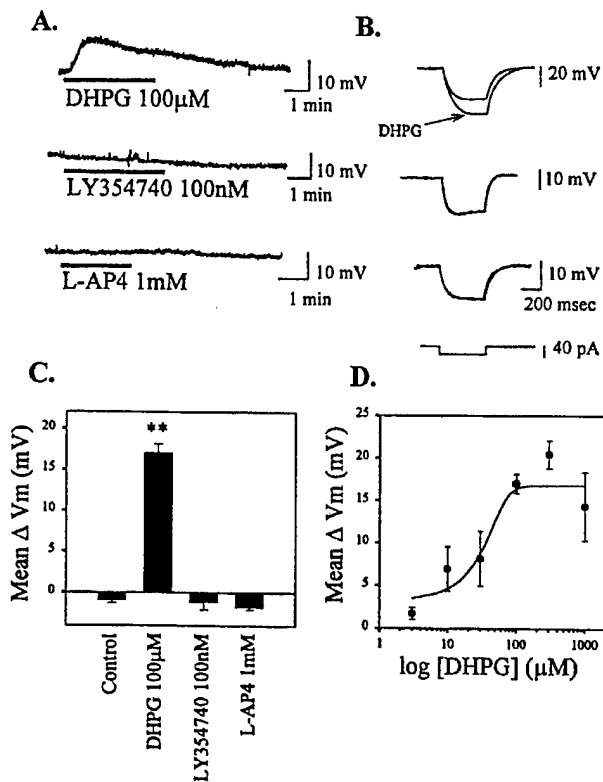 A.
10 mV
1 min
DHPG 100µM
10 mV
1 min
LY354740 100nM
10 mV
1 min
L-AP4 1mM
B.
20 mV
DHPG
10 mV
10 mV
200 msec
40 pA
C.
Mean Δ Vm (mV)
20
15
10
5
0
**
Control
DHPG 100µM
LY354740 100nM
L-AP4 1mM
D.
Mean Δ Vm (mV)
25
20
15
10
5
0
1 10 100 1000
log [DHPG] (µM)